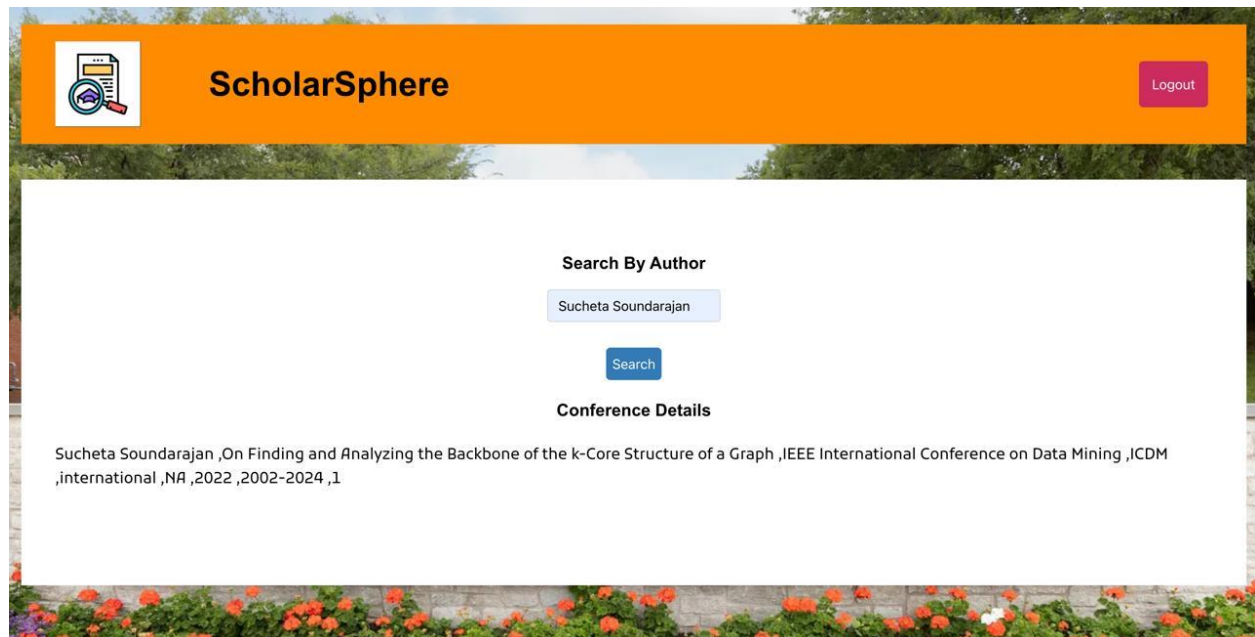 ScholarSphere
Logout
Search By Author
Sucheta Soundarajan
Search
Conference Details
Sucheta Soundarajan ,On Finding and Analyzing the Backbone of the k-Core Structure of a Graph ,IEEE International Conference on Data Mining ,ICDM
,international ,NA ,2022 ,2002-2024 ,1